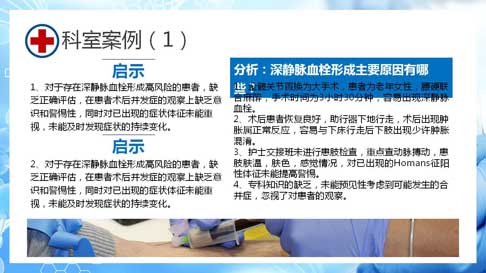 科室案例（1）
启示
1、对于存在深静脉血栓形成高风险的患者，缺
乏正确评估，在患者术后并发症的观察上缺乏意
识和警惕性，同时对已出现的症状体征未能重
视，未能及时发现症状的持续变化。
启示
2、对于存在深静脉血栓形成高风险的患者，缺
乏正确评估，在患者术后并发症的观察上缺乏意
识和警惕性，同时对已出现的症状体征未能重
视，未能及时发现症状的持续变化。
分析：深静脉血栓形成主要原因有哪
些？
髋关节置换为大手术，患者为老年女性，腰硬联
合麻醉，手术时间为3小时30分钟，容易出现深静脉
血栓。
2、术后患者恢复良好，助行器下地行走，术后出现肿
胀属正常反应，容易与下床行走后下肢出现少许肿胀
混淆。
3、护士交接班未进行患肢检查，重点查动脉搏动，患
肢肤温，肤色，感觉情况，对已出现的Homans征阳
性体征未能提高警惕。
4、专科知识的缺乏，未能预见性考虑到可能发生的合
并症，忽视了对患者的观察。